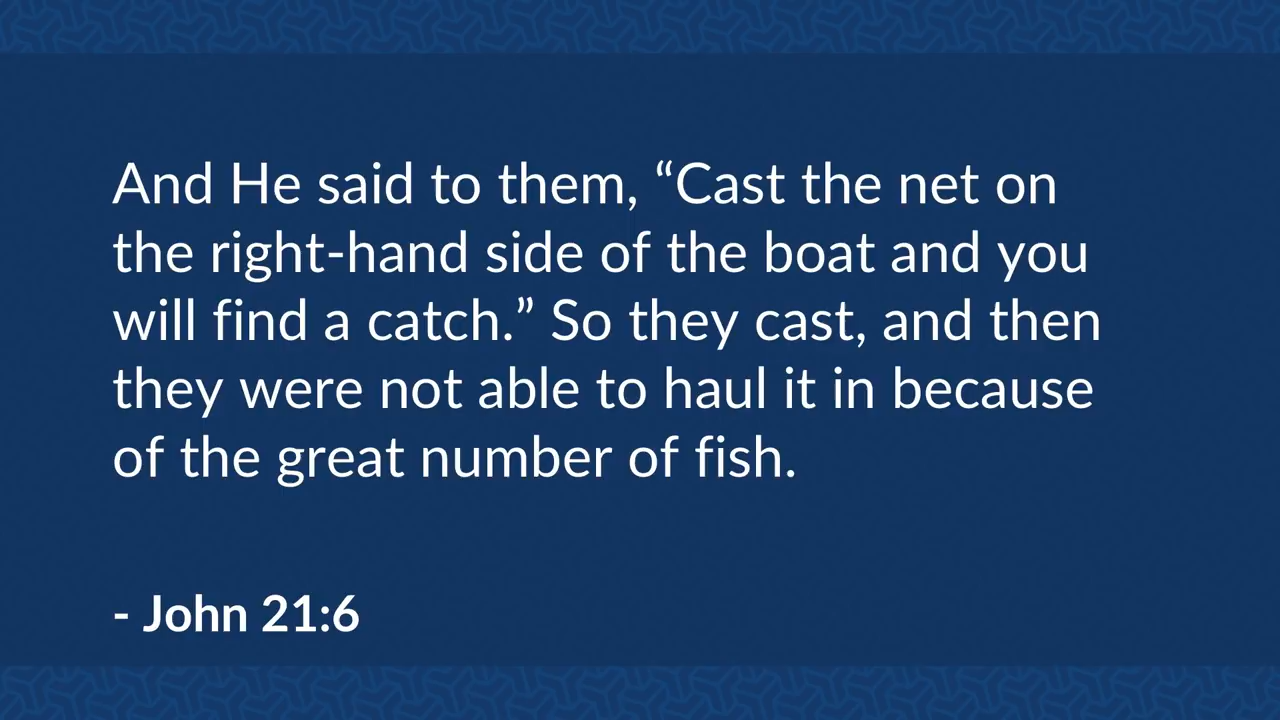 And He said to them, “Cast the net on
the right-hand side of the boat and you
will find a catch.” So they cast, and then
they were not able to haul it in because
of the great number of fish.
- John 21:6